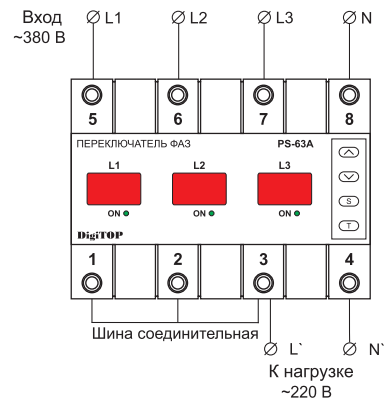 Вход
~380 В
L1 L2 L3 N
5 6 7 8
ПЕРЕКЛЮЧАТЕЛЬ ФАЗ PS-63A
L1 L2 L3
ON ON ON
S
T
DigiTOP
1 2 3 4
Шина соединительная
L` N`
К нагрузке
~220 В